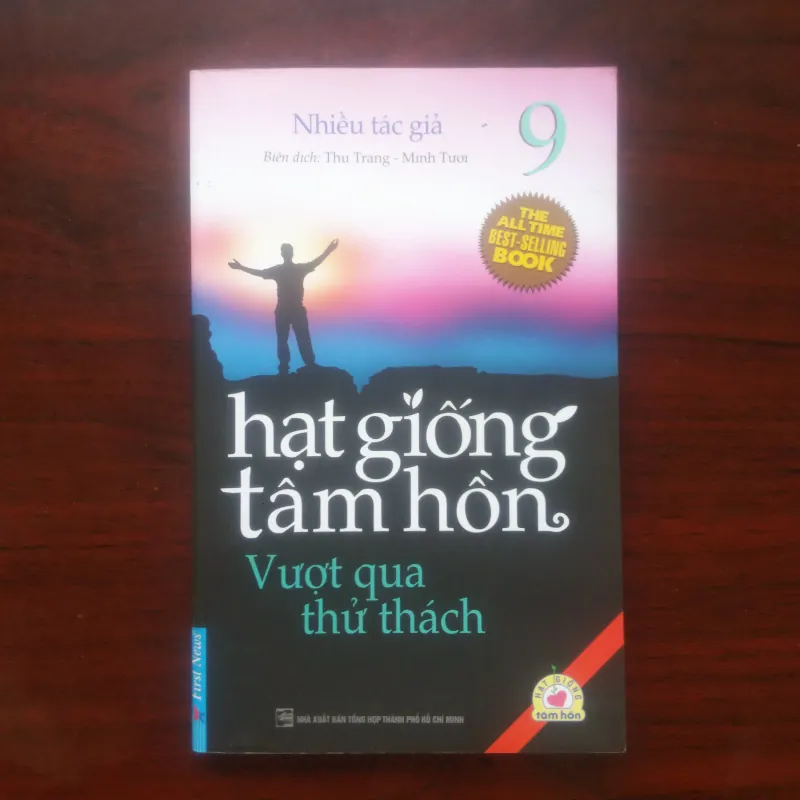 Nhiều tác giả
9
Biên dịch: Thu Trang - Minh Tươi
THE
ALL TIME
BEST-SELLING
BOOK
hạt giống
tâm hồn
Vượt qua
thử thách
First News
NHÀ XUẤT BẢN TỔNG HỢP THÀNH PHỐ HỒ CHÍ MINH
HẠT GIỐNG
tâm hồn